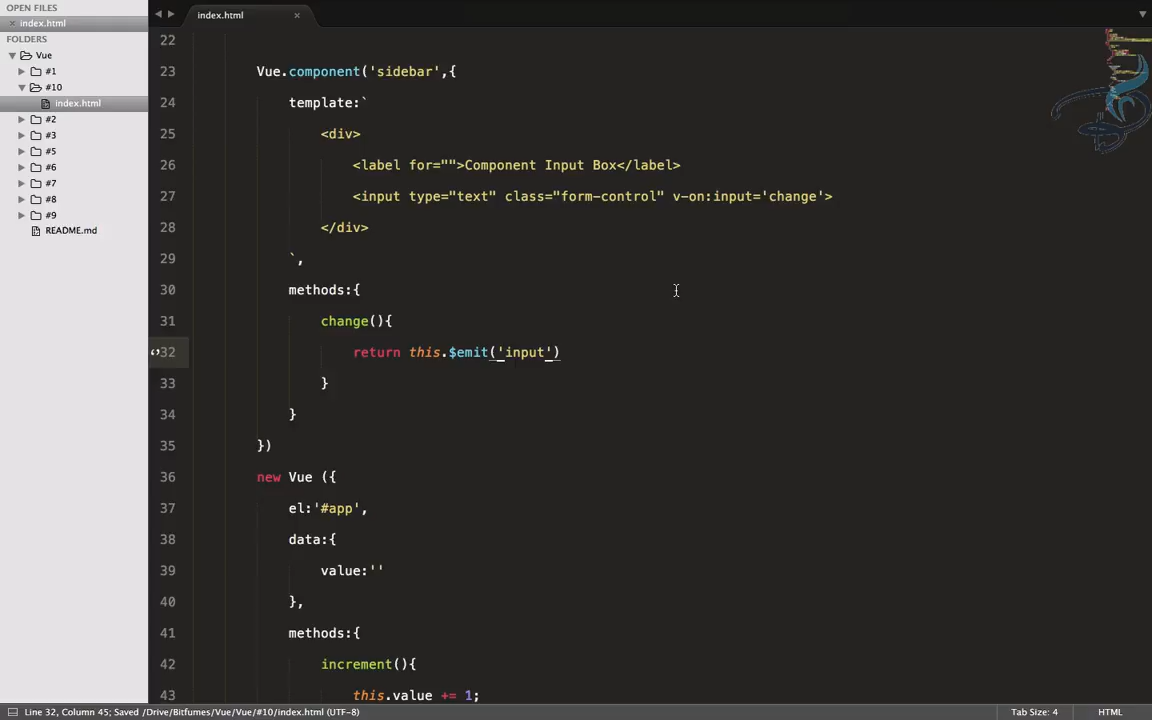 OPEN FILES
× index.html
FOLDERS
Vue
#1
#10
index.html
#2
#3
#5
#6
#7
#8
#9
README.md
index.html ×
22
23 Vue.component('sidebar',{
24 template:`
25 <div>
26 <label for="">Component Input Box</label>
27 <input type="text" class="form-control" v-on:input='change'>
28 </div>
29 `,
30 methods:{
31 change(){
32 return this.$emit('input')
33 }
34 }
35 })
36 new Vue ({
37 el:'#app',
38 data:{
39 value:''
40 },
41 methods:{
42 increment(){
43 this.value += 1;
Line 32, Column 45; Saved /Drive/Bitfumes/Vue/Vue/#10/index.html (UTF-8)
Tab Size: 4
HTML